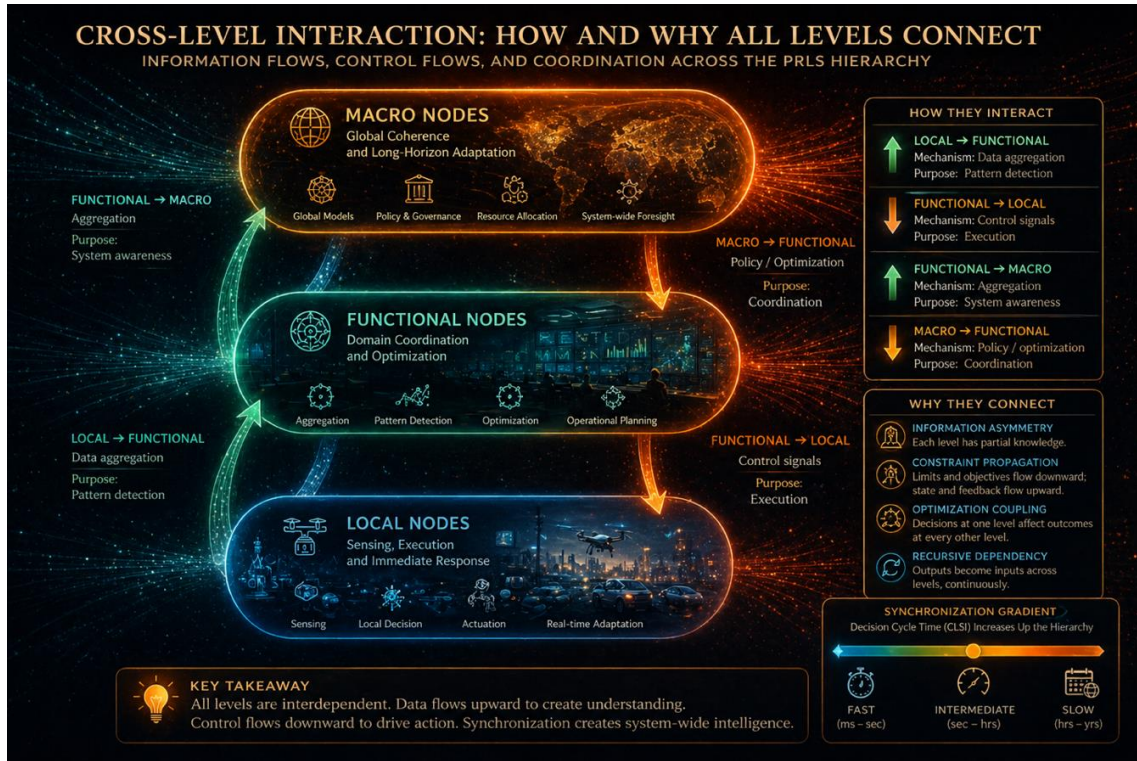 CROSS-LEVEL INTERACTION: HOW AND WHY ALL LEVELS CONNECT
INFORMATION FLOWS, CONTROL FLOWS, AND COORDINATION ACROSS THE PRLS HIERARCHY
MACRO NODES
Global Coherence
and Long-Horizon Adaptation
Global Models
Policy & Governance
Resource Allocation
System-wide Foresight
FUNCTIONAL → MACRO
Aggregation
Purpose:
System awareness
MACRO → FUNCTIONAL
Policy / Optimization
Purpose:
Coordination
FUNCTIONAL NODES
Domain Coordination
and Optimization
Aggregation
Pattern Detection
Optimization
Operational Planning
LOCAL → FUNCTIONAL
Data aggregation
Purpose:
Pattern detection
FUNCTIONAL → LOCAL
Control signals
Purpose:
Execution
LOCAL NODES
Sensing, Execution
and Immediate Response
Sensing
Local Decision
Actuation
Real-time Adaptation
HOW THEY INTERACT
LOCAL → FUNCTIONAL
Mechanism: Data aggregation
Purpose: Pattern detection
FUNCTIONAL → LOCAL
Mechanism: Control signals
Purpose: Execution
FUNCTIONAL → MACRO
Mechanism: Aggregation
Purpose: System awareness
MACRO → FUNCTIONAL
Mechanism: Policy / optimization
Purpose: Coordination
WHY THEY CONNECT
INFORMATION ASYMMETRY
Each level has partial knowledge.
CONSTRAINT PROPAGATION
Limits and objectives flow downward;
state and feedback flow upward.
OPTIMIZATION COUPLING
Decisions at one level affect outcomes
at every other level.
RECURSIVE DEPENDENCY
Outputs become inputs across
levels, continuously.
SYNCHRONIZATION GRADIENT
Decision Cycle Time (CLSI) Increases Up the Hierarchy
FAST
(ms – sec)
INTERMEDIATE
(sec – hrs)
SLOW
(hrs – yrs)
KEY TAKEAWAY
All levels are interdependent. Data flows upward to create understanding.
Control flows downward to drive action. Synchronization creates system-wide intelligence.